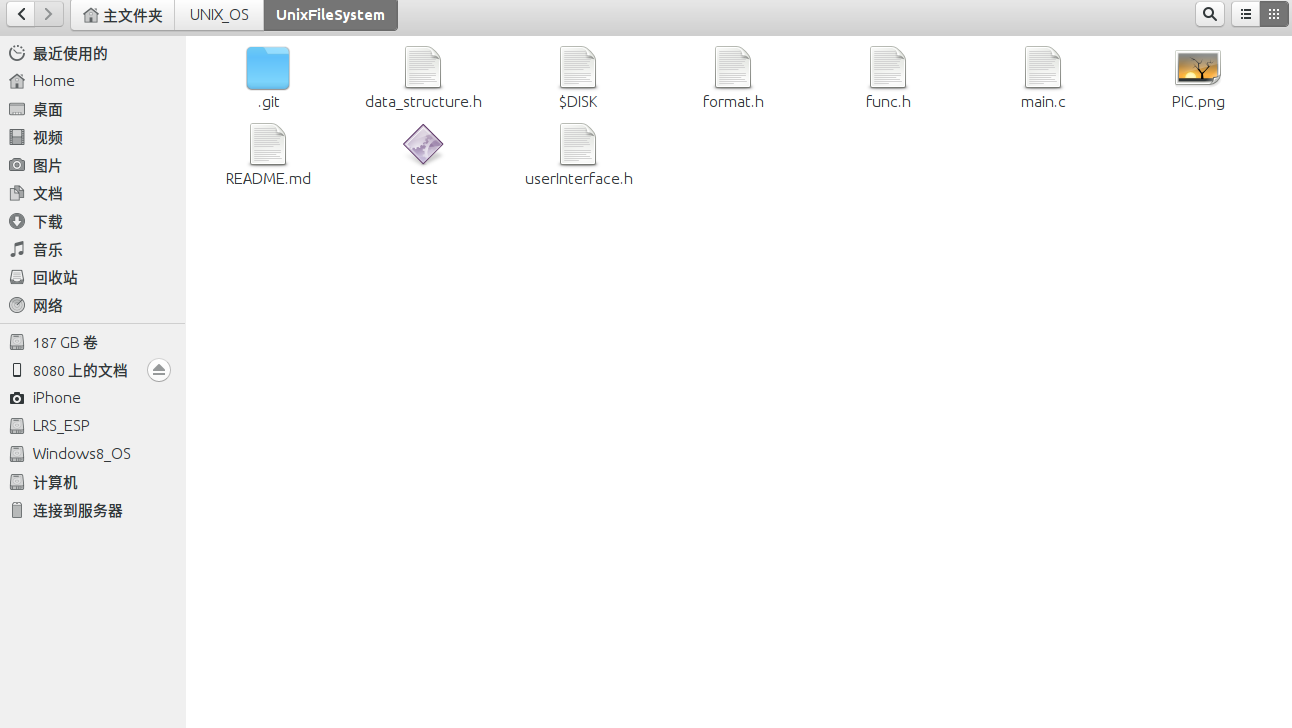 主文件夹 UNIX_OS UnixFileSystem
最近使用的
Home
桌面
视频
图片
文档
下载
音乐
回收站
网络
187 GB 卷
8080 上的文档
iPhone
LRS_ESP
Windows8_OS
计算机
连接到服务器
.git data_structure.h $DISK format.h func.h main.c PIC.png
README.md test userInterface.h